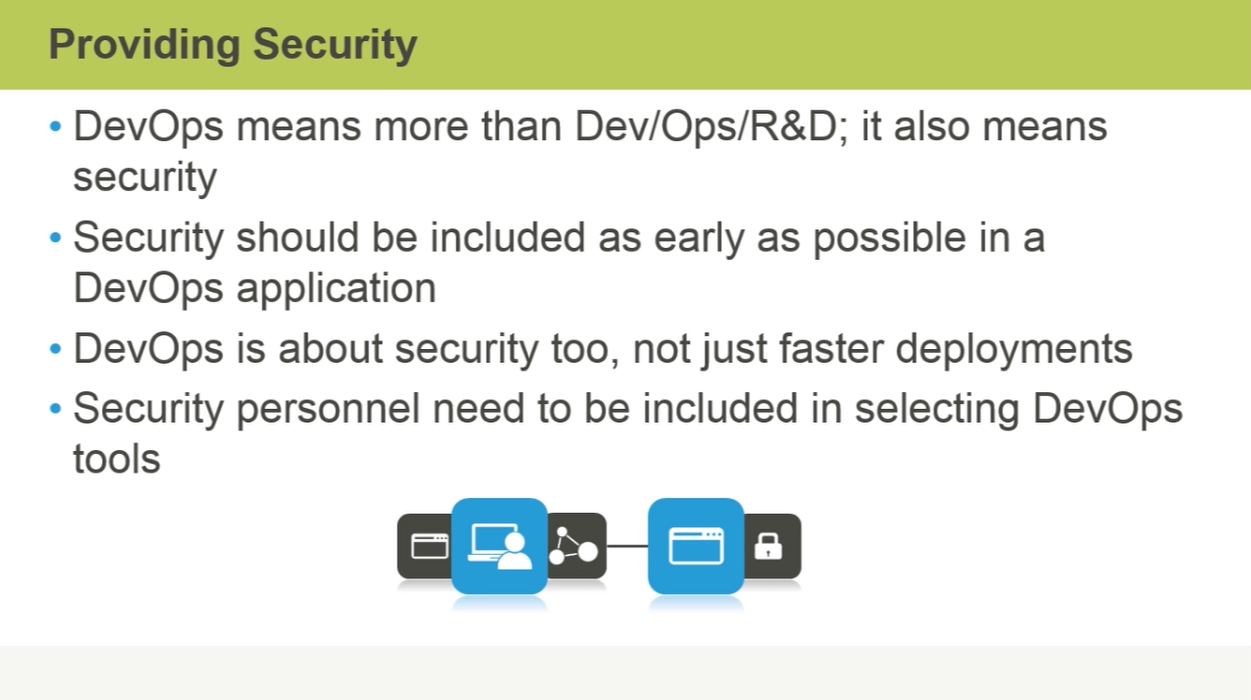 Providing Security
• DevOps means more than Dev/Ops/R&D; it also means
security
• Security should be included as early as possible in a
DevOps application
• DevOps is about security too, not just faster deployments
• Security personnel need to be included in selecting DevOps
tools